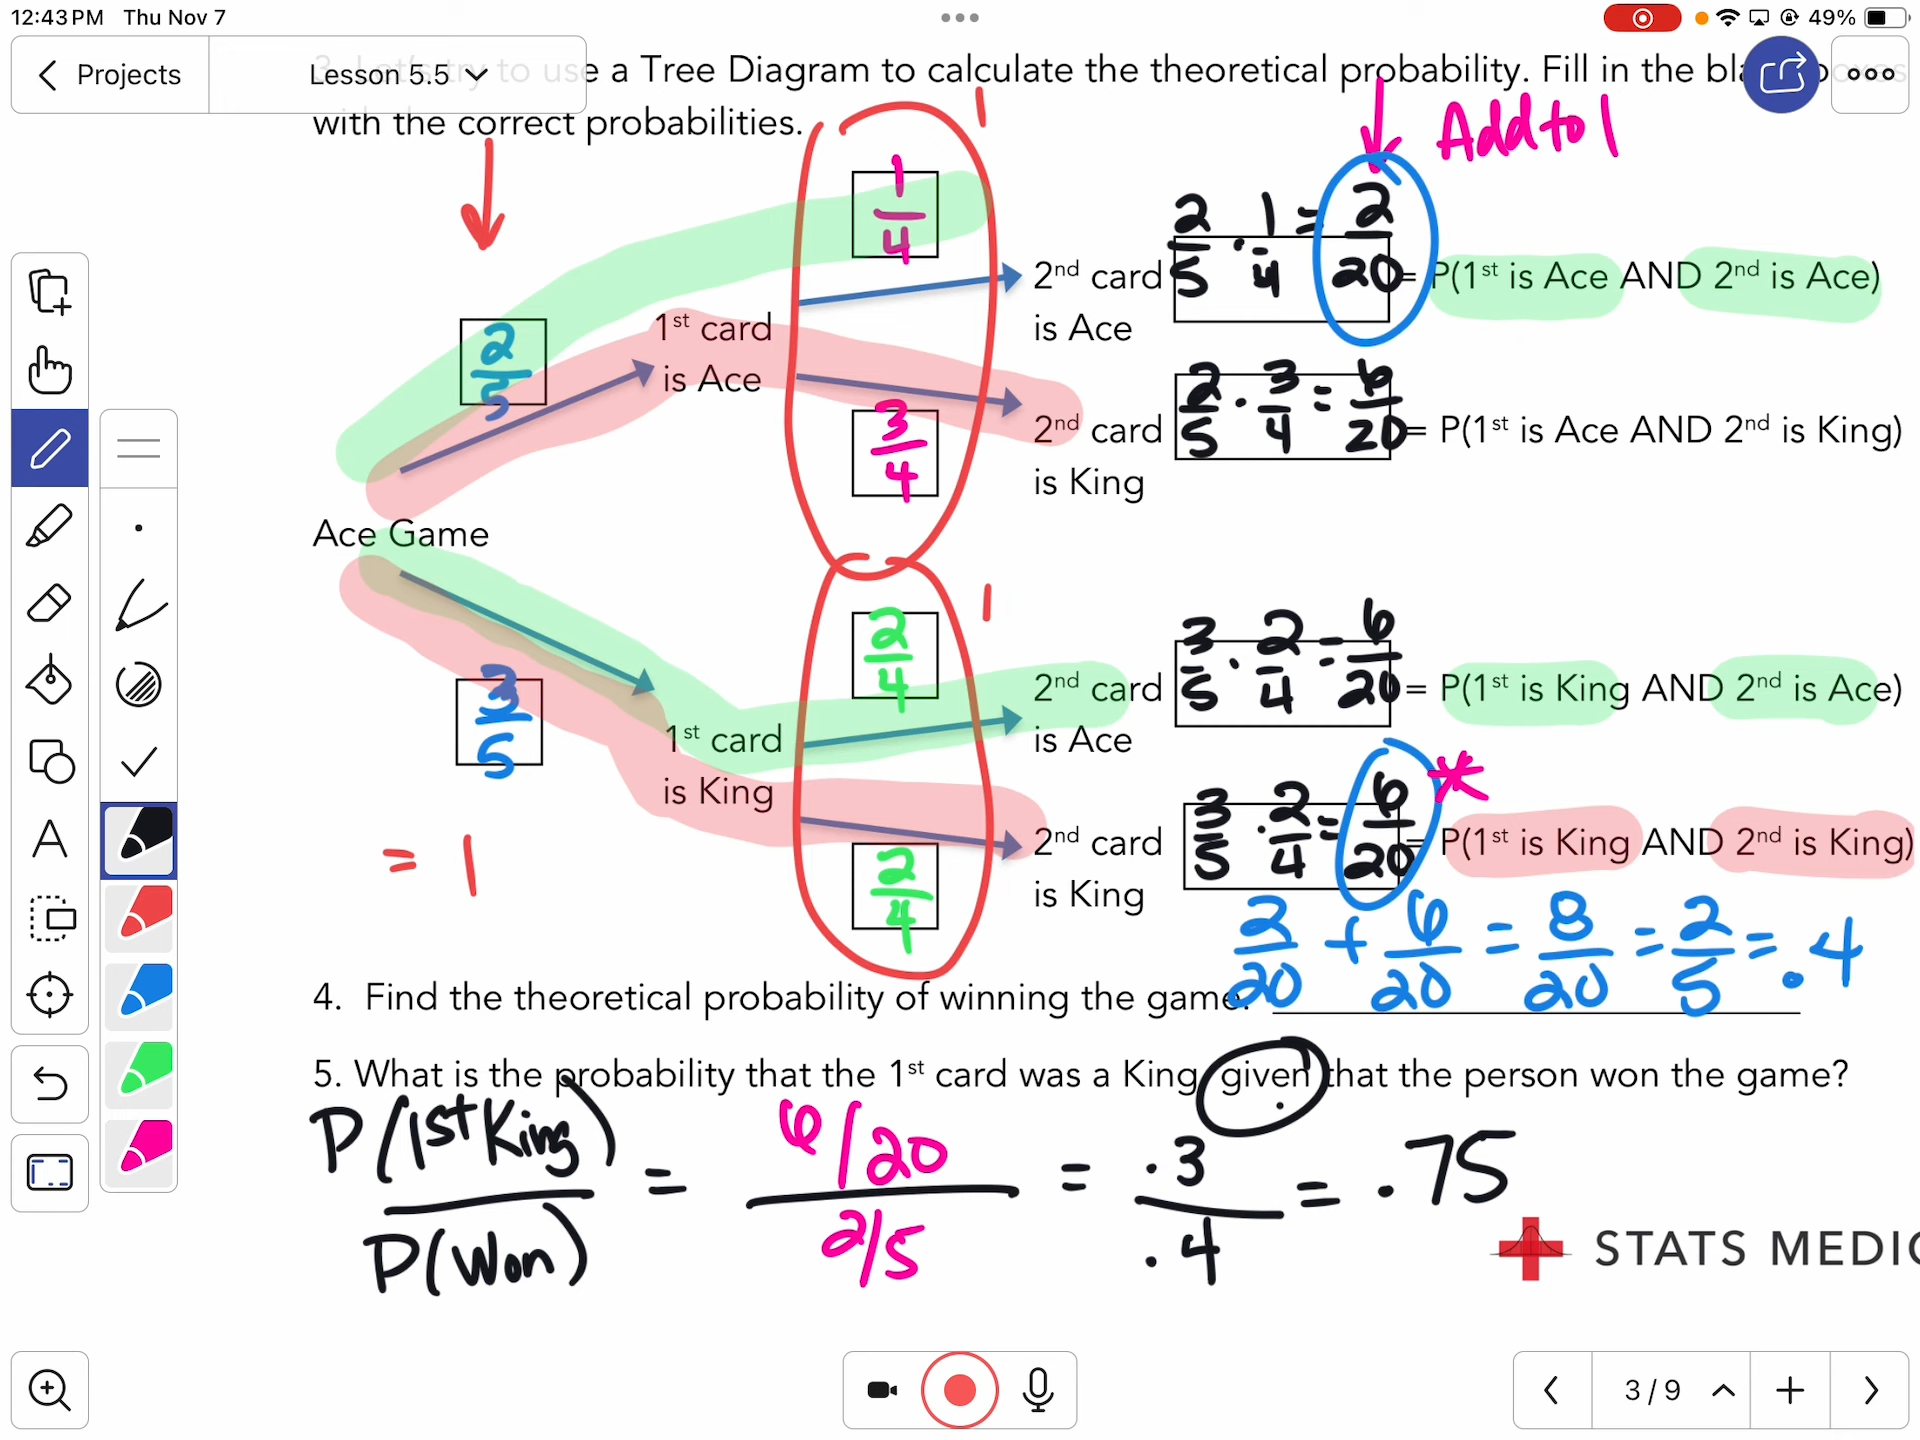 12:43 PM Thu Nov 7
49%
Projects
Lesson 5.5
3. Let's try to use a Tree Diagram to calculate the theoretical probability. Fill in the
with the correct probabilities.
Add to 1
1
1/4
2/5 · 1/4 = 2/20 = P(1st is Ace AND 2nd is Ace)
2nd card
is Ace
2/5
1st card
is Ace
3/4
2nd card
is King
2/5 · 3/4 = 6/20 = P(1st is Ace AND 2nd is King)
Ace Game
1
2/4
2nd card
is Ace
3/5 · 2/4 = 6/20 = P(1st is King AND 2nd is Ace)
3/5
1st card
is King
2/4
2nd card
is King
3/5 · 2/4 = 6/20 = P(1st is King AND 2nd is King)
*
= 1
4. Find the theoretical probability of winning the game. 2/20 + 6/20 = 8/20 = 2/5 = .4
5. What is the probability that the 1st card was a King, given that the person won the game?
P(1st King) / P(Won) = 6/20 / 2/5 = .3 / .4 = .75
STATS MEDIC
A
3 / 9